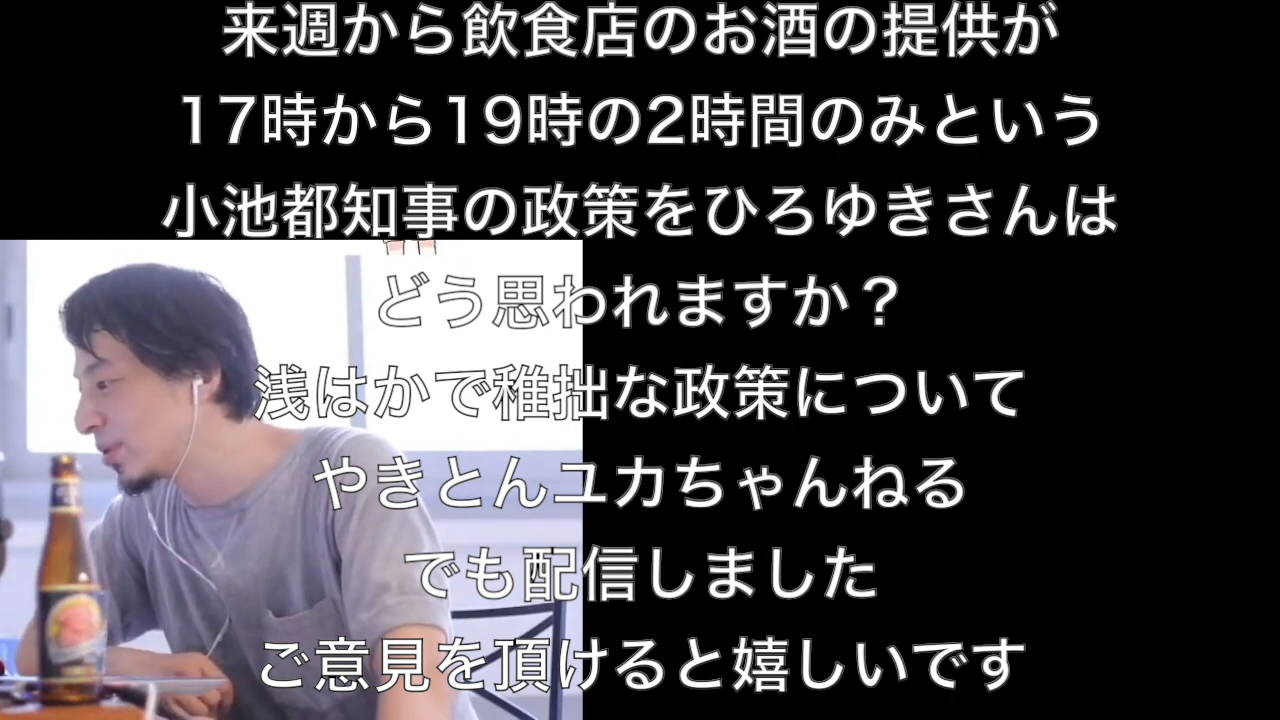 来週から飲食店のお酒の提供が
17時から19時の2時間のみという
小池都知事の政策をひろゆきさんは
どう思われますか？
浅はかで稚拙な政策について
やきとんユカちゃんねる
でも配信しました
ご意見を頂けると嬉しいです